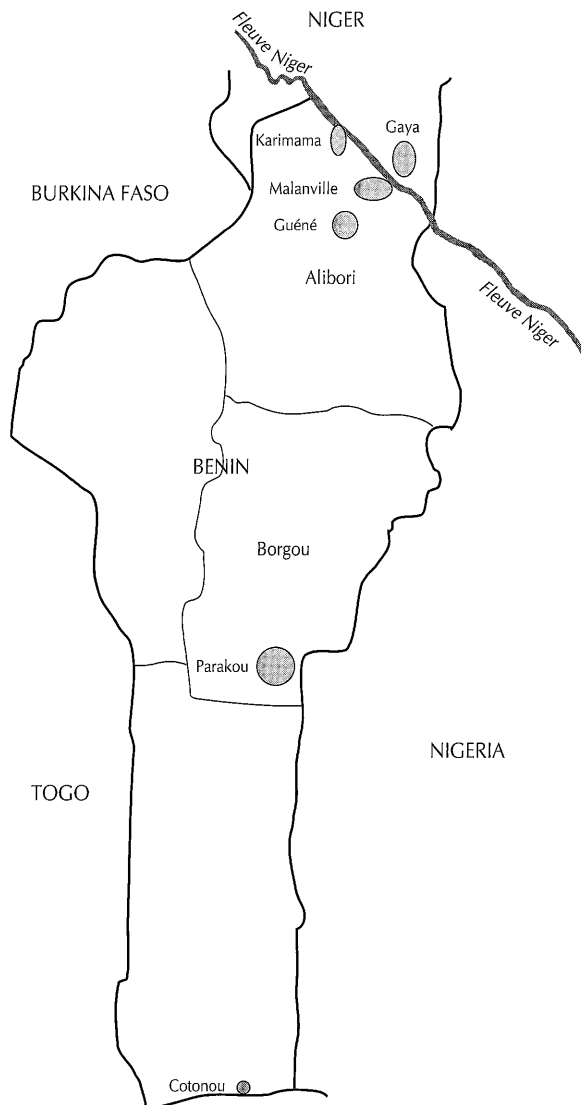 NIGER
Fleuve Niger
Karimama
Gaya
BURKINA FASO
Malanville
Guéné
Alibori
Fleuve Niger
BENIN
Borgou
Parakou
NIGERIA
TOGO
Cotonou